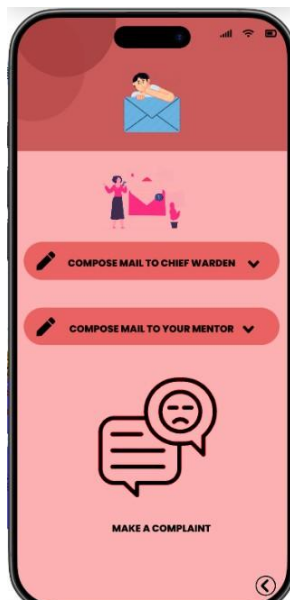 COMPOSE MAIL TO CHIEF WARDEN
COMPOSE MAIL TO YOUR MENTOR
MAKE A COMPLAINT